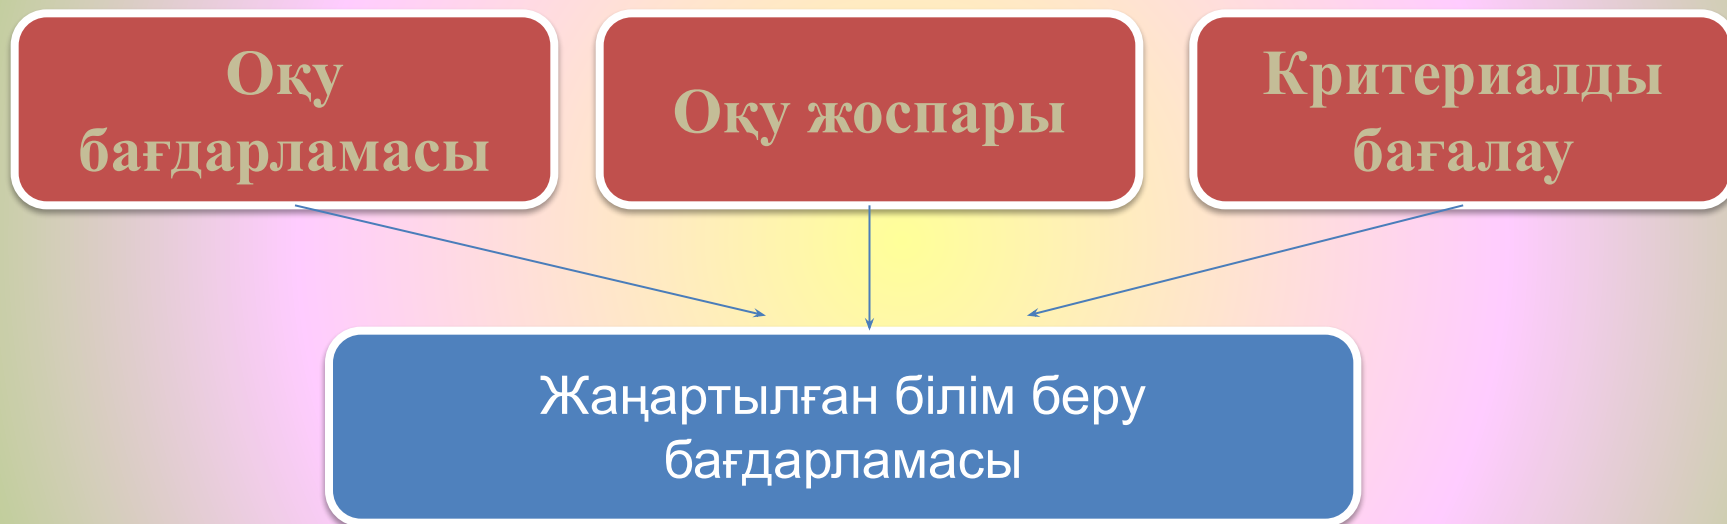 Оқу
бағдарламасы
Оқу жоспары
Критериалды
бағалау
Жаңартылған білім беру
бағдарламасы